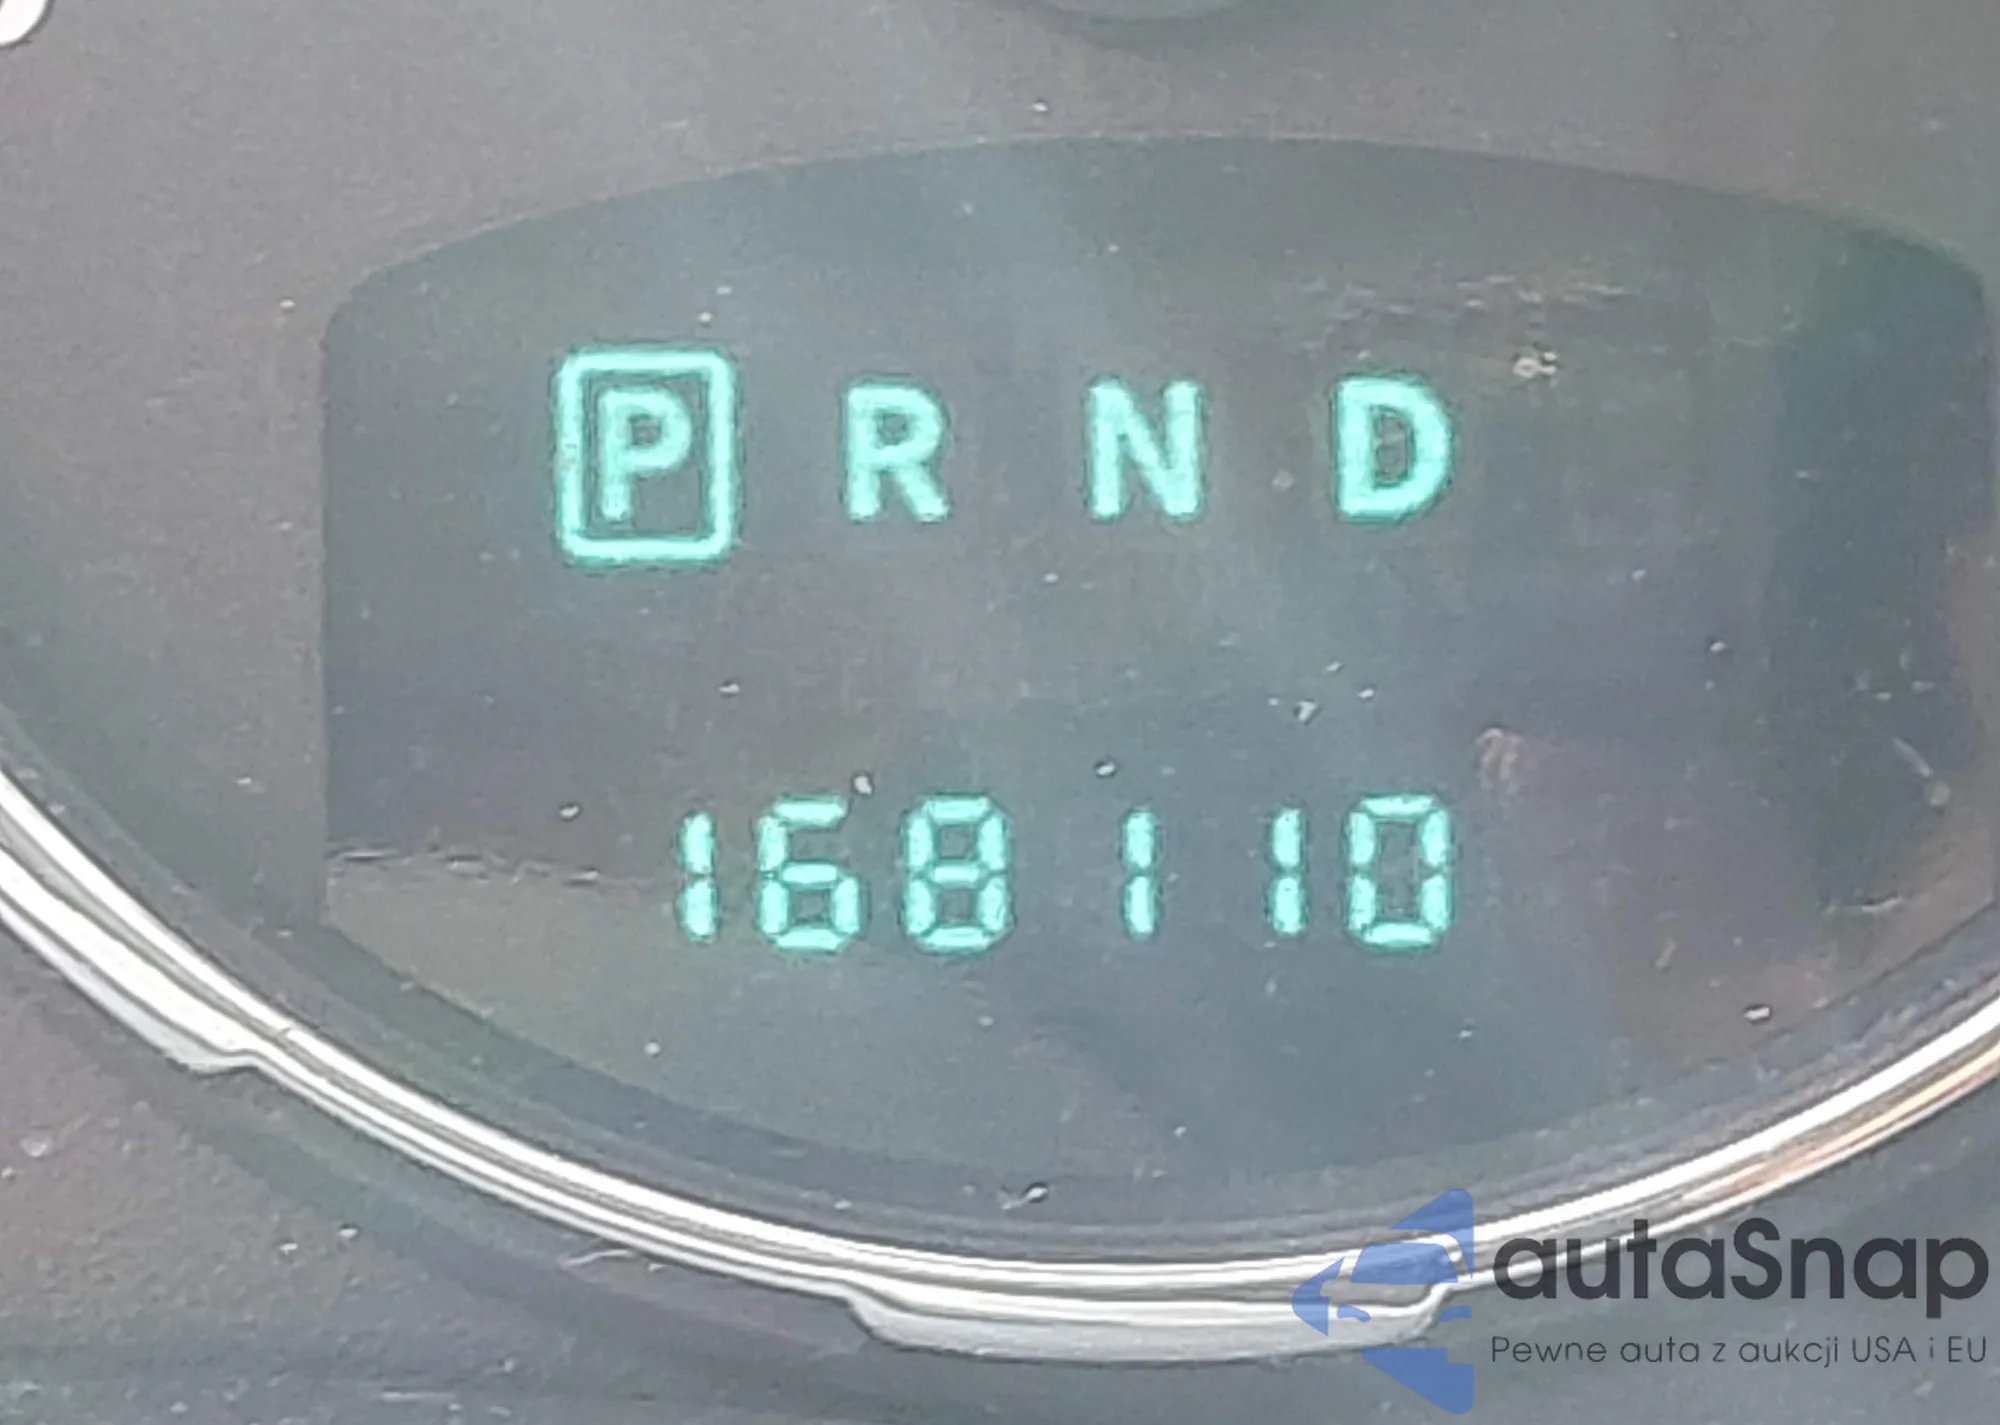 P R N D
168110
autaSnap
Pewne auta z aukcji USA i EU